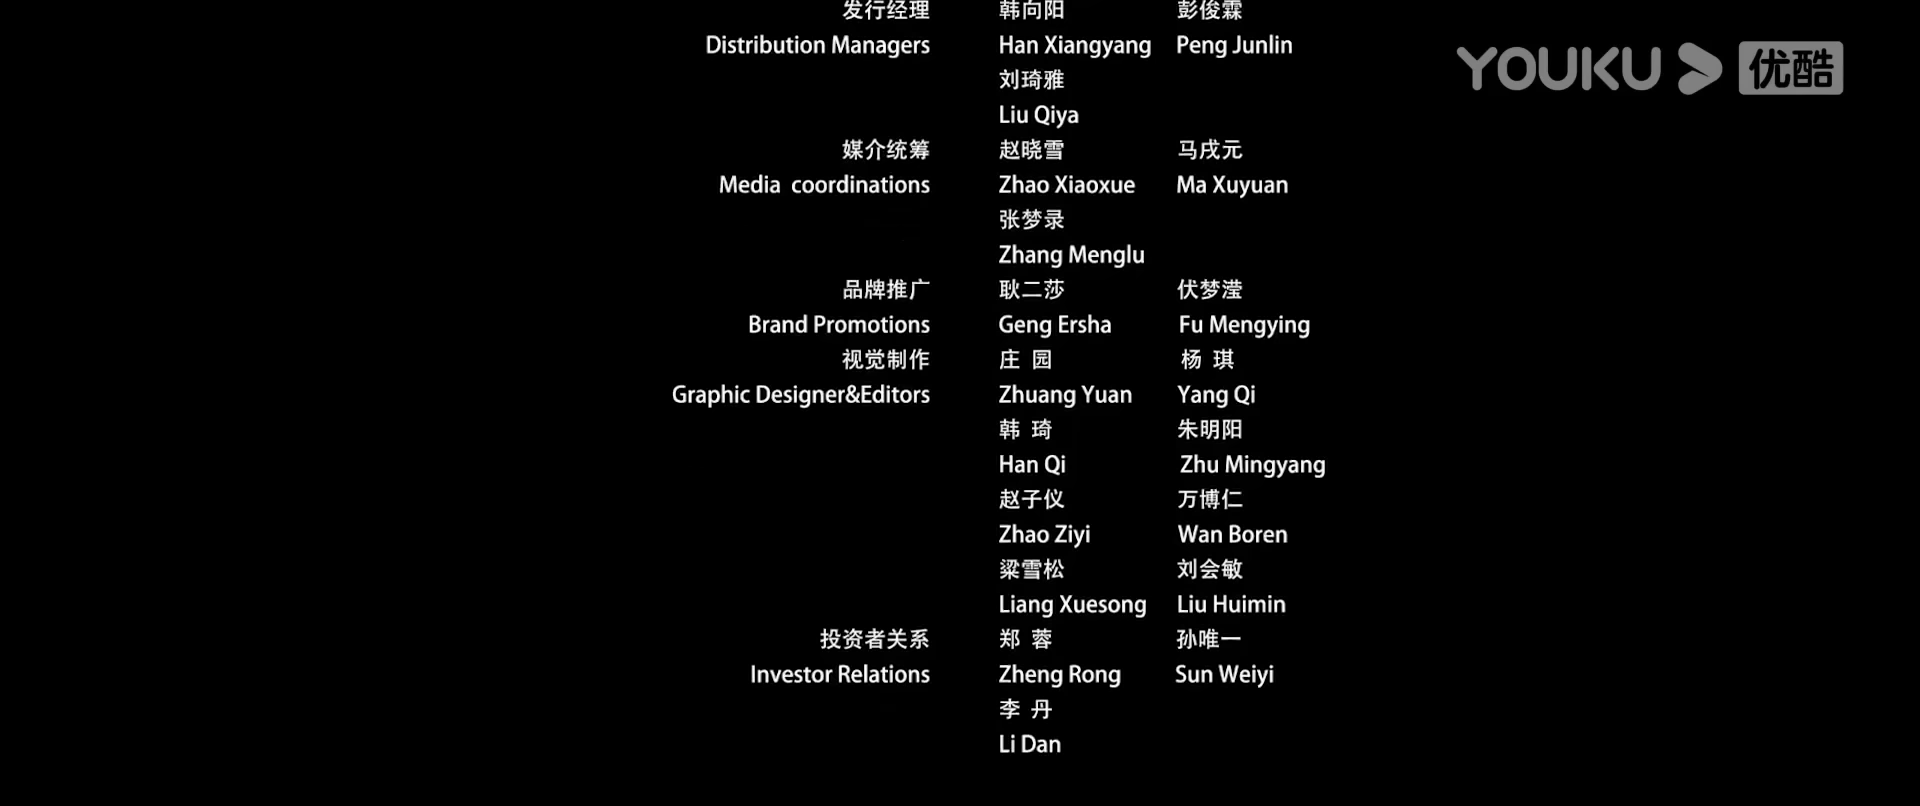 发行经理 韩向阳 彭俊霖
Distribution Managers Han Xiangyang Peng Junlin
刘琦雅
Liu Qiya
媒介统筹 赵晓雪 马戌元
Media coordinations Zhao Xiaoxue Ma Xuyuan
张梦录
Zhang Menglu
品牌推广 耿二莎 伏梦滢
Brand Promotions Geng Ersha Fu Mengying
视觉制作 庄 园 杨 琪
Graphic Designer&Editors Zhuang Yuan Yang Qi
韩 琦 朱明阳
Han Qi Zhu Mingyang
赵子仪 万博仁
Zhao Ziyi Wan Boren
梁雪松 刘会敏
Liang Xuesong Liu Huimin
投资者关系 郑 蓉 孙唯一
Investor Relations Zheng Rong Sun Weiyi
李 丹
Li Dan
YOUKU 优酷